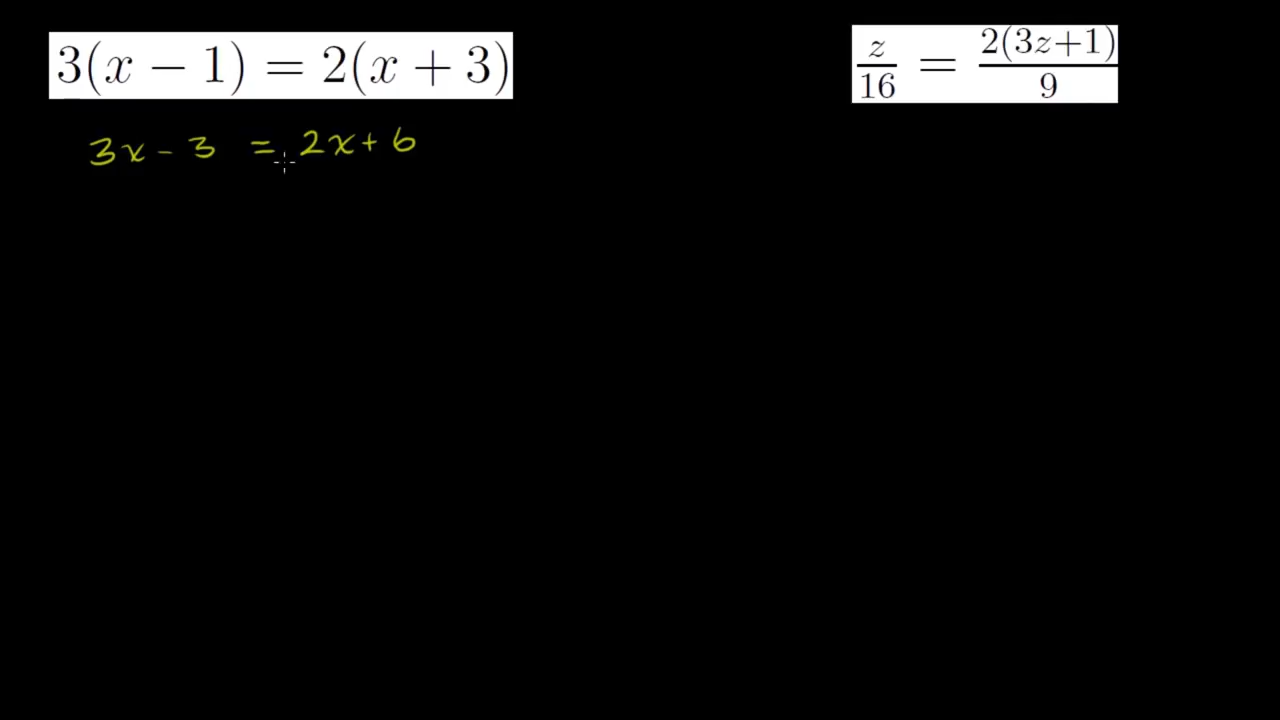 3(x − 1) = 2(x + 3)
3x - 3 = 2x + 6
z/16 = 2(3z+1)/9